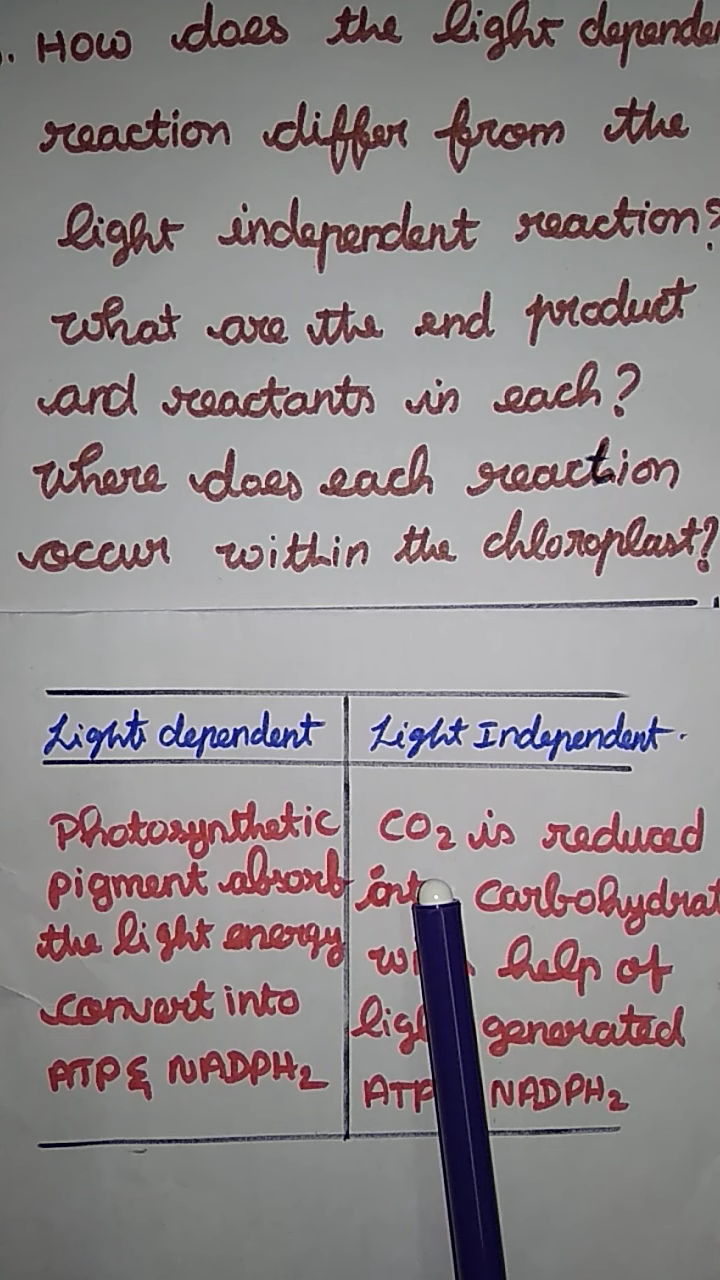 . How does the light depende
reaction differ from the
light independent reaction?
What are the end product
and reactants in each?
Where does each reaction
occur within the chloroplast?
Light dependent
Photosynthetic
pigment absorb
the light energy
convert into
ATP & NADPH₂
Light Independent.
CO₂ is reduced
carbohydrat
help of
generated
ATP NADPH₂